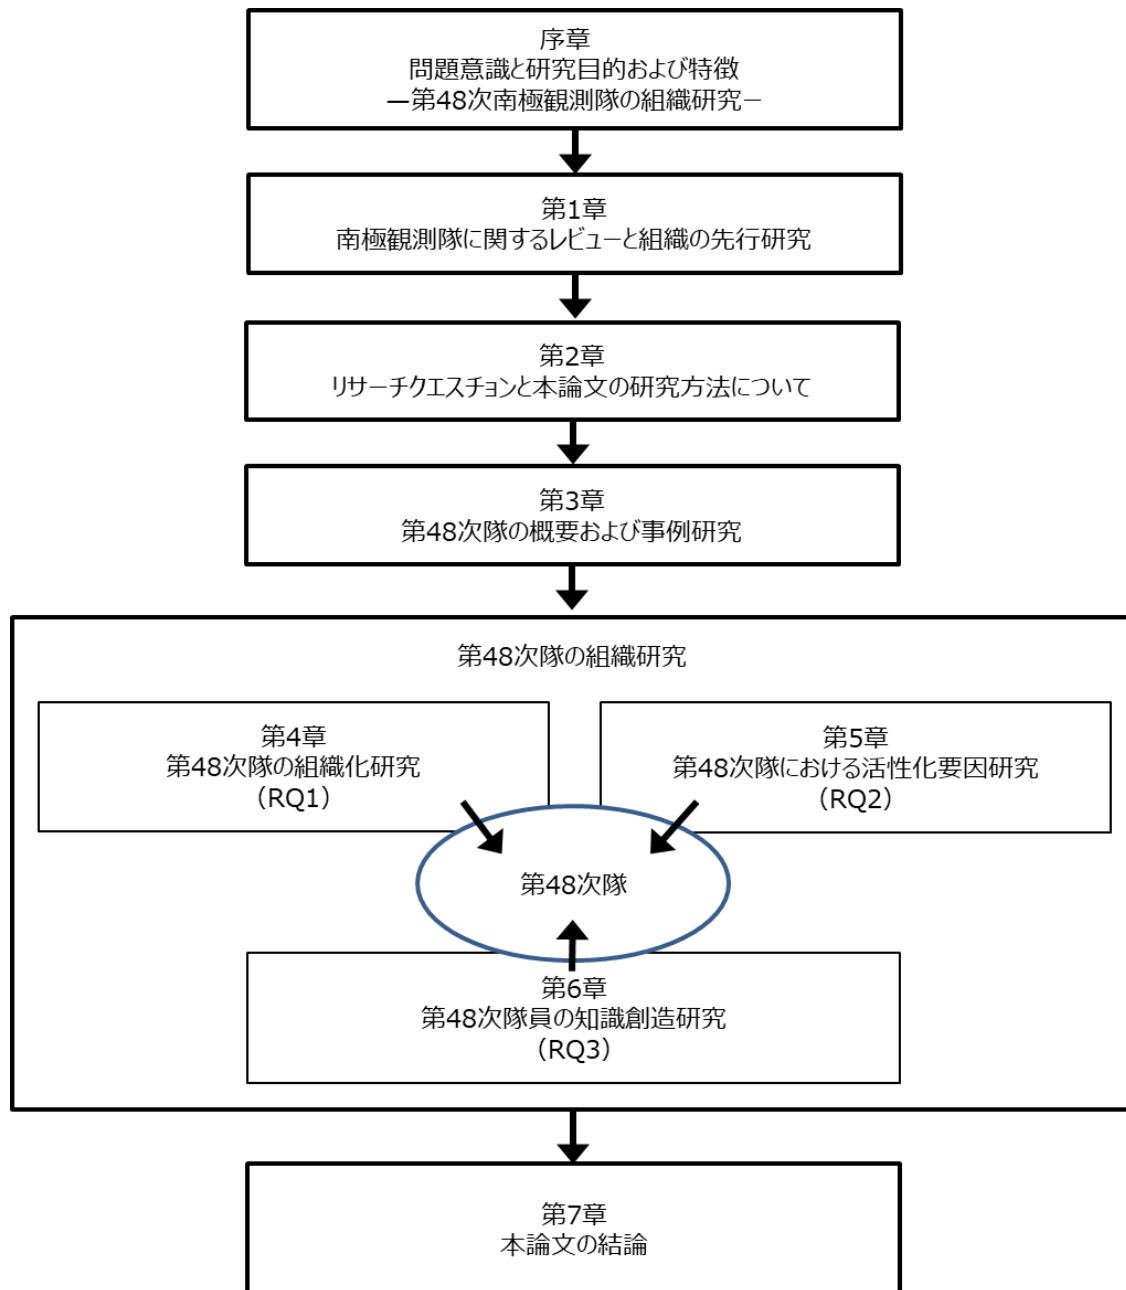 序章
問題意識と研究目的および特徴
―第48次南極観測隊の組織研究－
第1章
南極観測隊に関するレビューと組織の先行研究
第2章
リサーチクエスチョンと本論文の研究方法について
第3章
第48次隊の概要および事例研究
第48次隊の組織研究
第4章
第48次隊の組織化研究
（RQ1）
第5章
第48次隊における活性化要因研究
（RQ2）
第48次隊
第6章
第48次隊員の知識創造研究
（RQ3）
第7章
本論文の結論